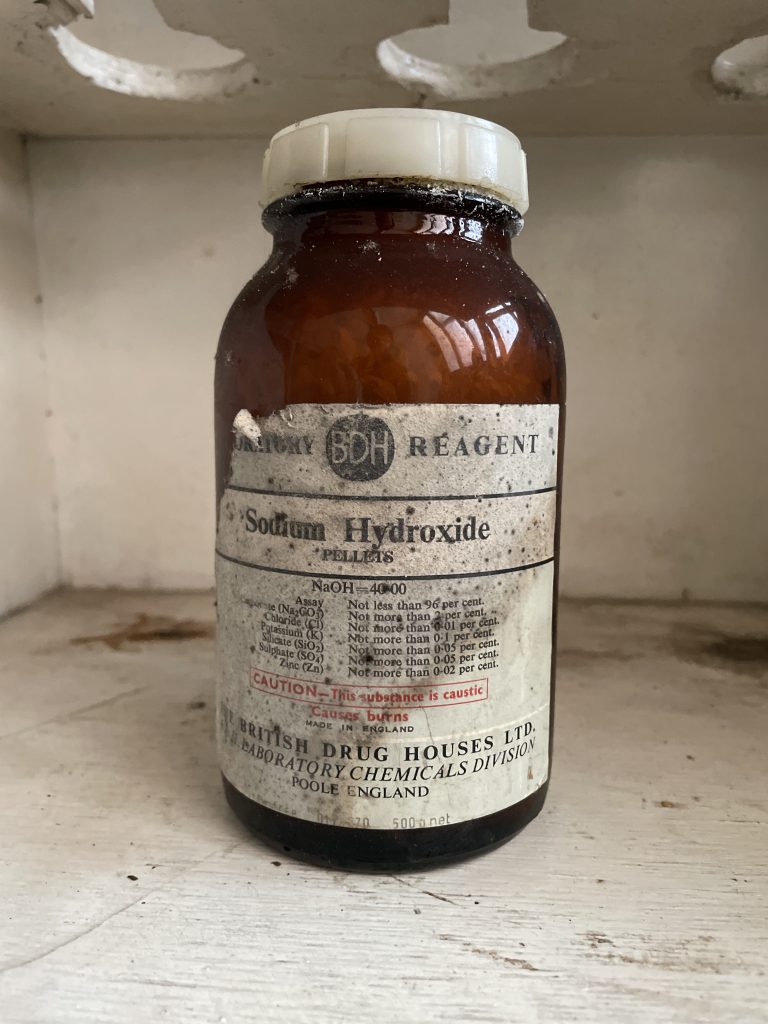 BDH REAGENT
Sodium Hydroxide
PELLETS
NaOH=40·00
Assay Not less than 96 per cent.
(Na₂CO₃) Not more than 2 per cent.
Chloride (Cl) Not more than 0·01 per cent.
Potassium (K) Not more than 0·1 per cent.
Silicate (SiO₂) Not more than 0·05 per cent.
Sulphate (SO₄) Not more than 0·05 per cent.
Zinc (Zn) Not more than 0·02 per cent.
CAUTION—This substance is caustic
Causes burns
MADE IN ENGLAND
BRITISH DRUG HOUSES LTD.
LABORATORY CHEMICALS DIVISION
POOLE ENGLAND
500 g net